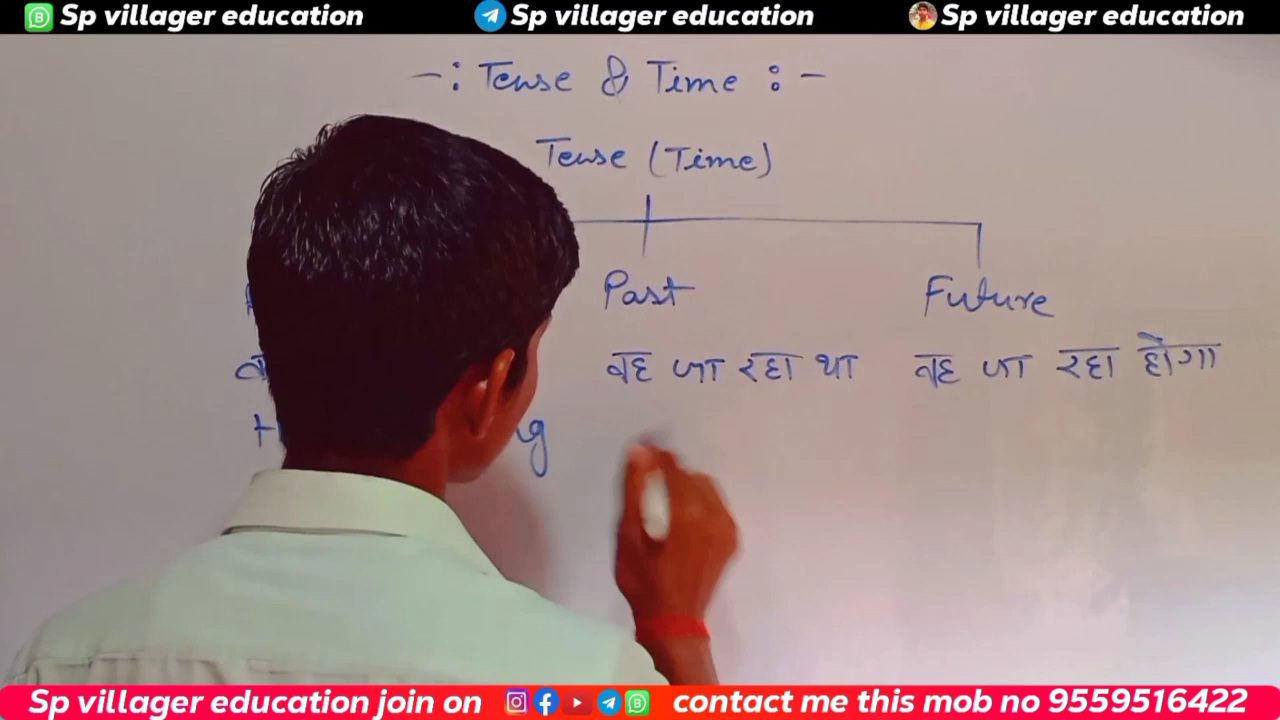 Sp villager education Sp villager education Sp villager education
-: Tense & Time :-
Tense (Time)
Past Future
वह जा रहा था वह जा रहा होगा
Sp villager education join on contact me this mob no 9559516422